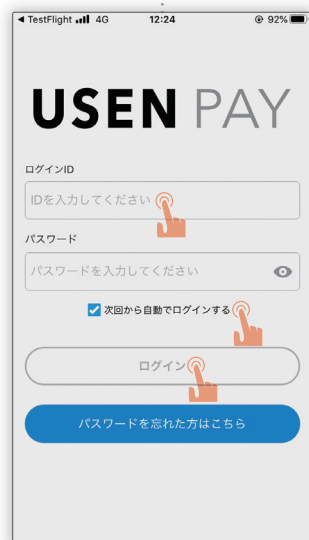 ◀ TestFlight 4G 12:24 92%
USEN PAY
ログインID
IDを入力してください
パスワード
パスワードを入力してください
次回から自動でログインする
ログイン
パスワードを忘れた方はこちら